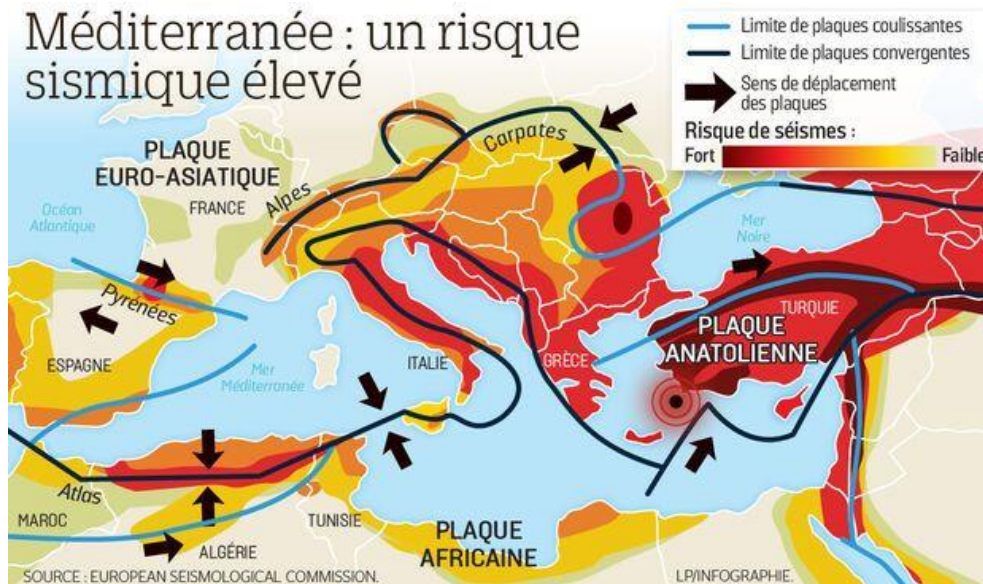 Méditerranée : un risque
sismique élevé
Limite de plaques coulissantes
Limite de plaques convergentes
Sens de déplacement
des plaques
Risque de séismes :
Fort
Faible
PLAQUE
EURO-ASIATIQUE
Carpates
Alpes
FRANCE
Océan
Atlantique
Mer
Noire
Pyrénées
TURQUIE
PLAQUE
ANATOLIENNE
ESPAGNE
Mer
Méditerranée
ITALIE
GRÈCE
Atlas
MAROC
ALGÉRIE
TUNISIE
PLAQUE
AFRICAINE
SOURCE : EUROPEAN SEISMOLOGICAL COMMISSION.
LP/INFOGRAPHIE.